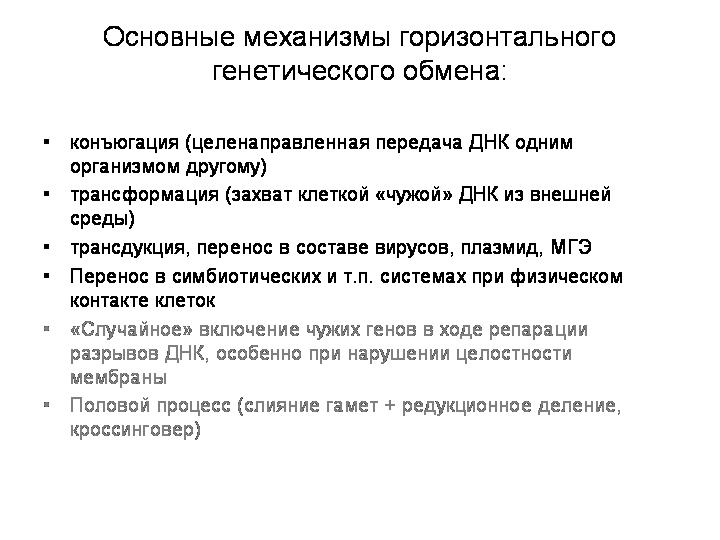 Основные механизмы горизонтального
генетического обмена:
▪ конъюгация (целенаправленная передача ДНК одним
организмом другому)
▪ трансформация (захват клеткой «чужой» ДНК из внешней
среды)
▪ трансдукция, перенос в составе вирусов, плазмид, МГЭ
▪ Перенос в симбиотических и т.п. системах при физическом
контакте клеток
▪ «Случайное» включение чужих генов в ходе репарации
разрывов ДНК, особенно при нарушении целостности
мембраны
▪ Половой процесс (слияние гамет + редукционное деление,
кроссинговер)